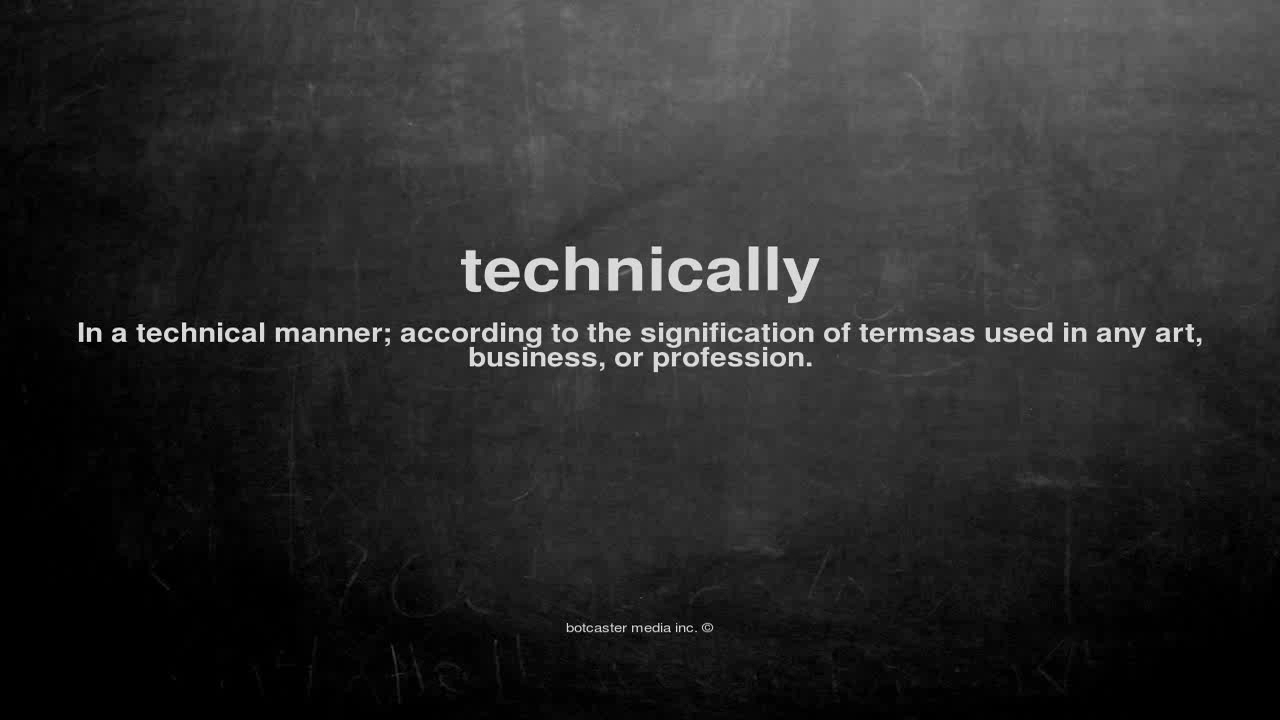 technically
In a technical manner; according to the signification of termsas used in any art,
business, or profession.
botcaster media inc. ©